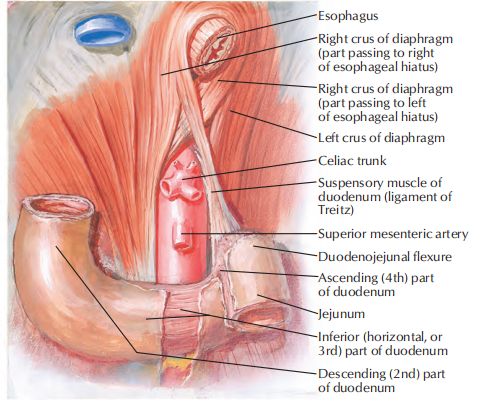 Esophagus
Right crus of diaphragm
(part passing to right
of esophageal hiatus)
Right crus of diaphragm
(part passing to left
of esophageal hiatus)
Left crus of diaphragm
Celiac trunk
Suspensory muscle of
duodenum (ligament of
Treitz)
Superior mesenteric artery
Duodenojejunal flexure
Ascending (4th) part
of duodenum
Jejunum
Inferior (horizontal, or
3rd) part of duodenum
Descending (2nd) part
of duodenum